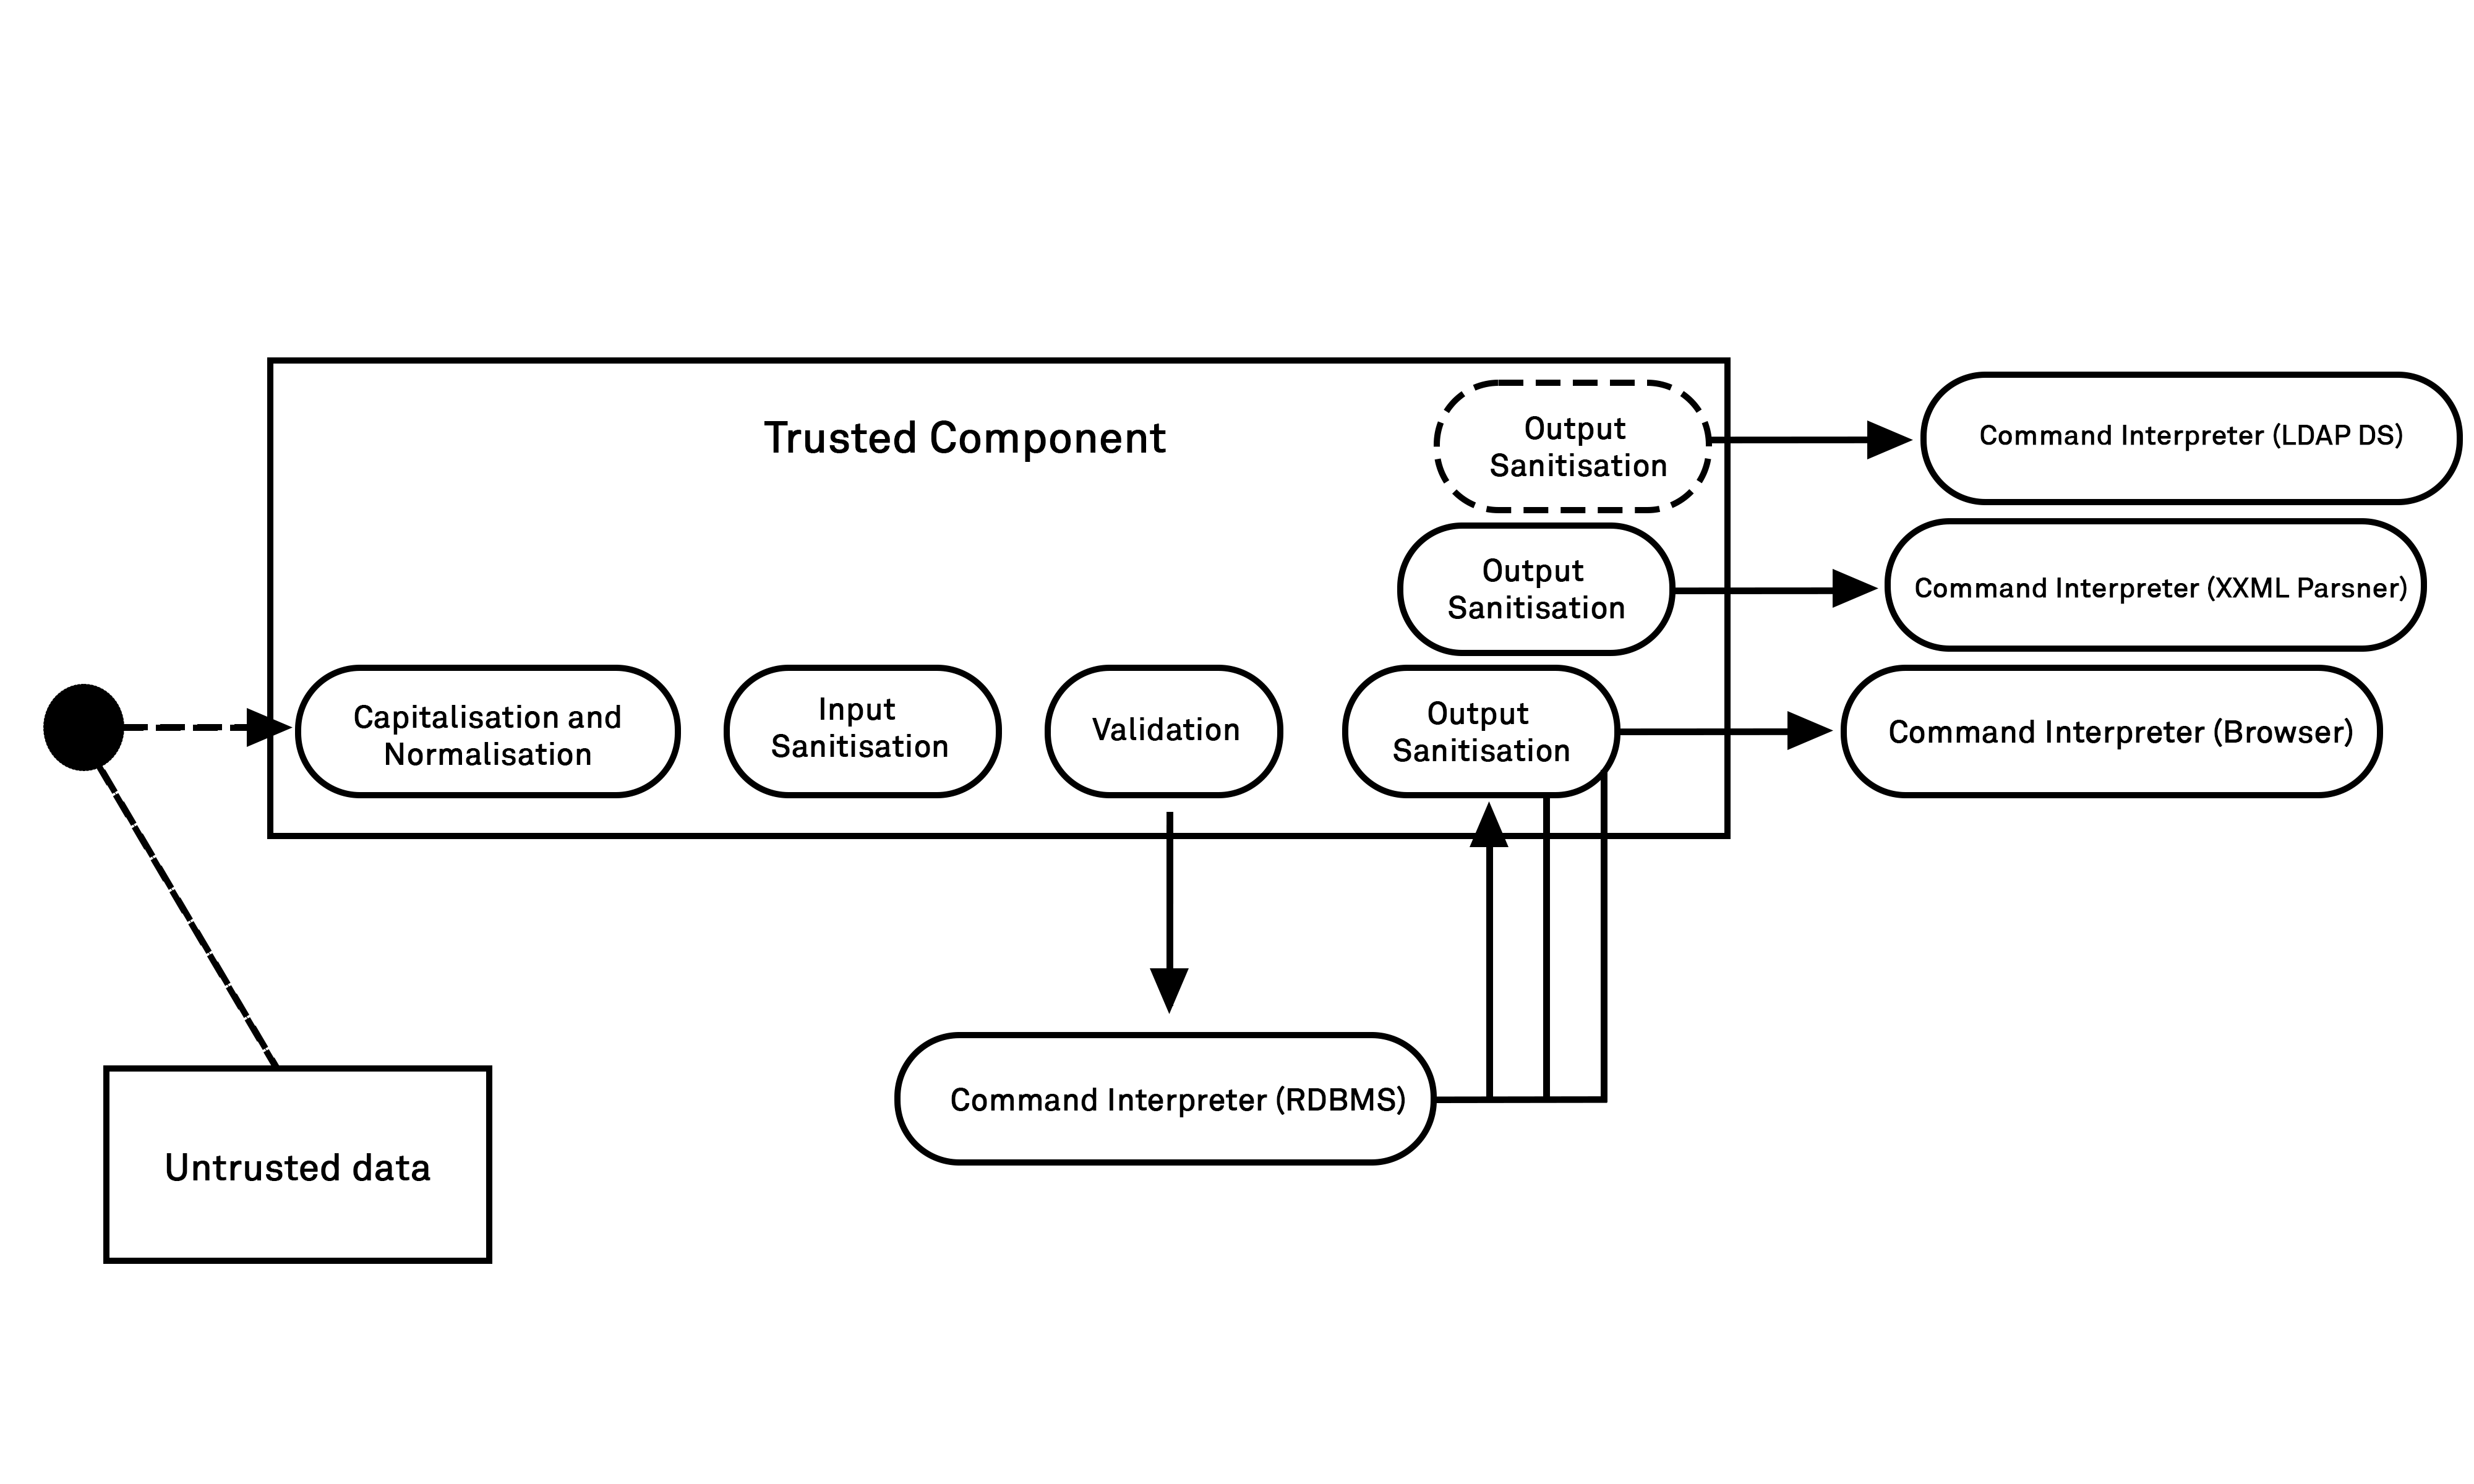 Trusted Component
Output
Sanitisation
Command Interpreter (LDAP DS)
Output
Sanitisation
Command Interpreter (XXML Parsner)
Capitalisation and
Normalisation
Input
Sanitisation
Validation
Output
Sanitisation
Command Interpreter (Browser)
Command Interpreter (RDBMS)
Untrusted data